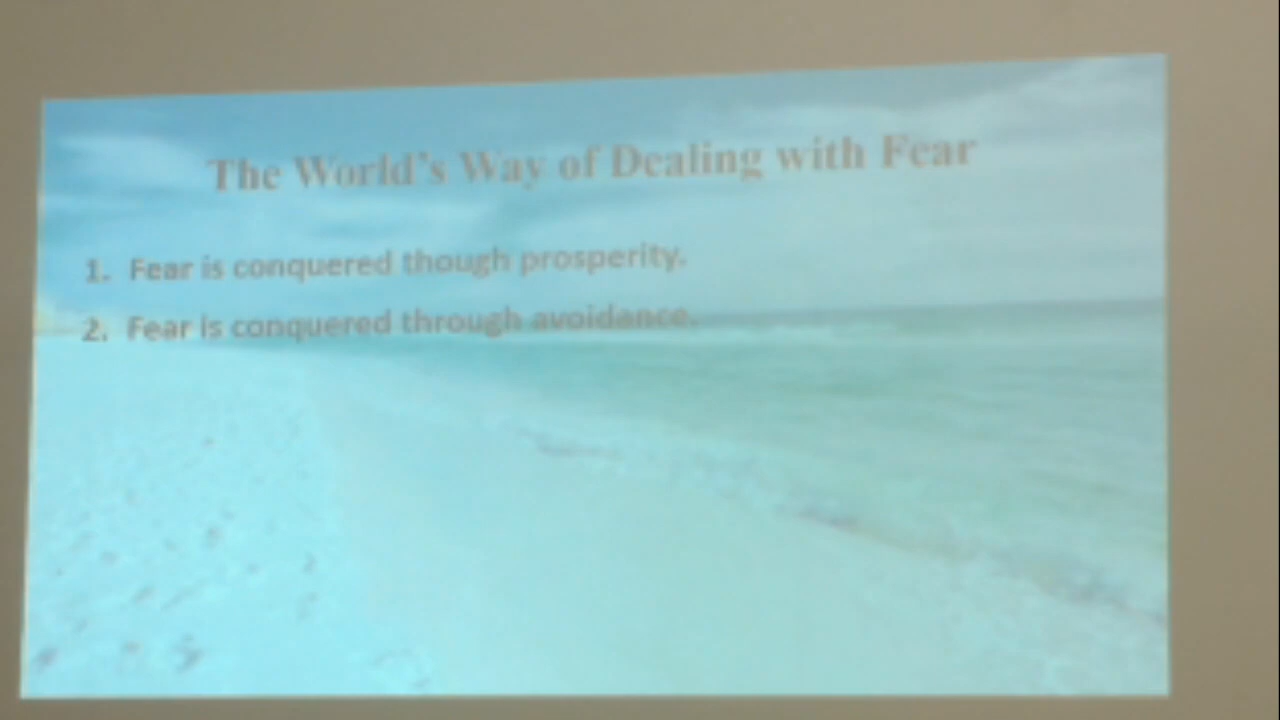 The World's Way of Dealing with Fear
1. Fear is conquered though prosperity.
2. Fear is conquered through avoidance.